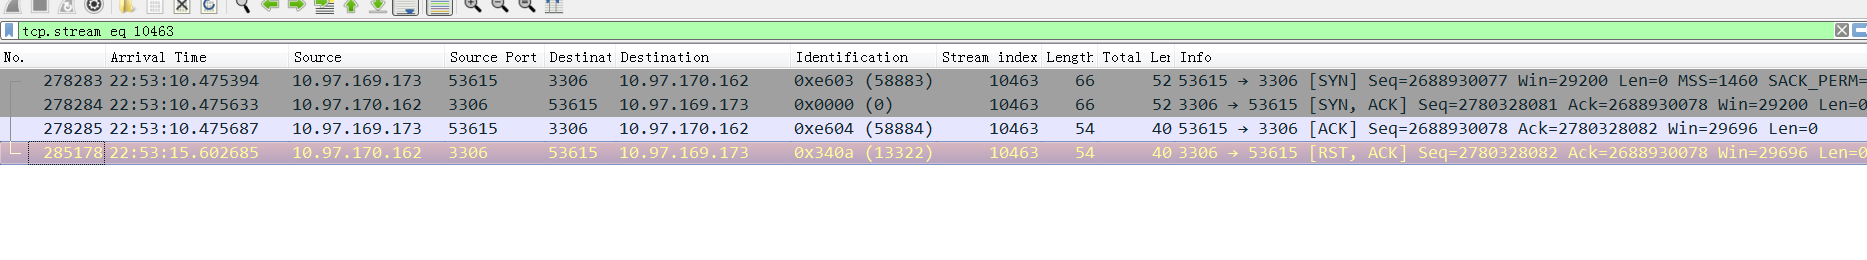 tcp.stream eq 10463
No. Arrival Time Source Source Port Destinat Destination Identification Stream index Length Total Ler Info
278283 22:53:10.475394 10.97.169.173 53615 3306 10.97.170.162 0xe603 (58883) 10463 66 52 53615 → 3306 [SYN] Seq=2688930077 Win=29200 Len=0 MSS=1460 SACK_PERM=
278284 22:53:10.475633 10.97.170.162 3306 53615 10.97.169.173 0x0000 (0) 10463 66 52 3306 → 53615 [SYN, ACK] Seq=2780328081 Ack=2688930078 Win=29200 Len=0
278285 22:53:10.475687 10.97.169.173 53615 3306 10.97.170.162 0xe604 (58884) 10463 54 40 53615 → 3306 [ACK] Seq=2688930078 Ack=2780328082 Win=29696 Len=0
285178 22:53:15.602685 10.97.170.162 3306 53615 10.97.169.173 0x340a (13322) 10463 54 40 3306 → 53615 [RST, ACK] Seq=2780328082 Ack=2688930078 Win=29696 Len=0